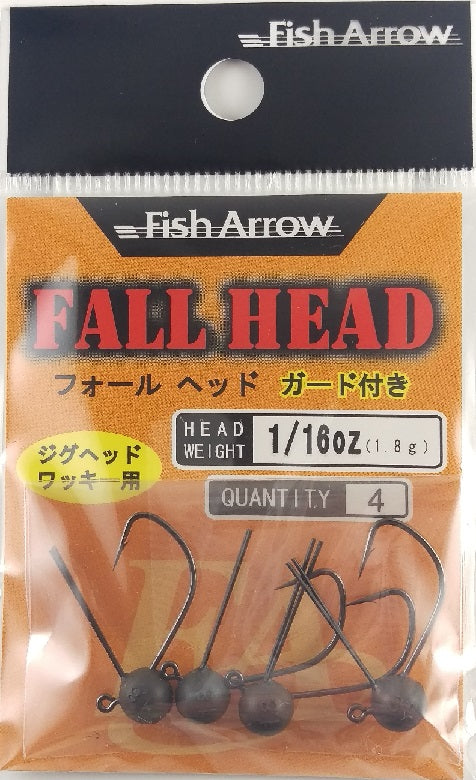 Fish Arrow
Fish Arrow
FALL HEAD
フォール ヘッド ガード付き
HEAD WEIGHT 1/16oz (1.8g)
ジグヘッド
ワッキー用
QUANTITY 4
FA